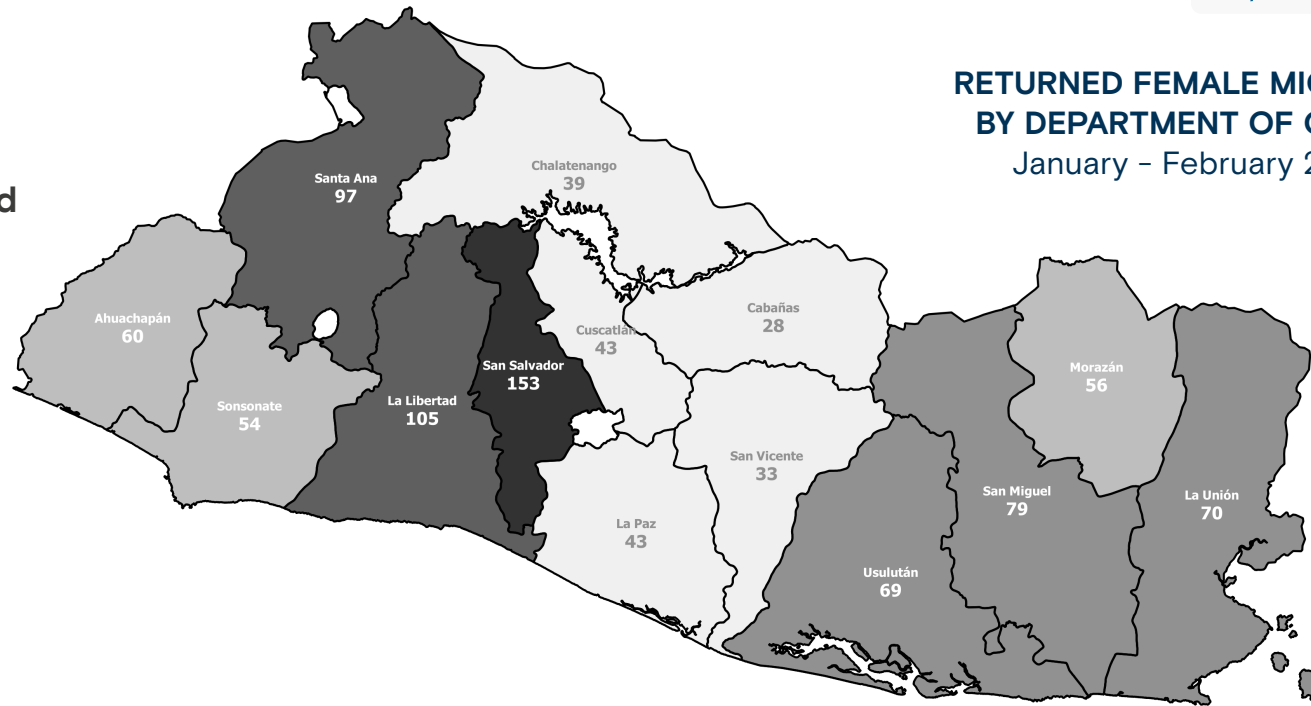 RETURNED FEMALE
BY DEPARTMENT OF
January - February
Santa Ana
97
Chalatenango
39
Ahuachapán
60
Sonsonate
54
La Libertad
105
San Salvador
153
Cuscatlán
43
Cabañas
28
San Vicente
33
La Paz
43
Usulután
69
San Miguel
79
Morazán
56
La Unión
70